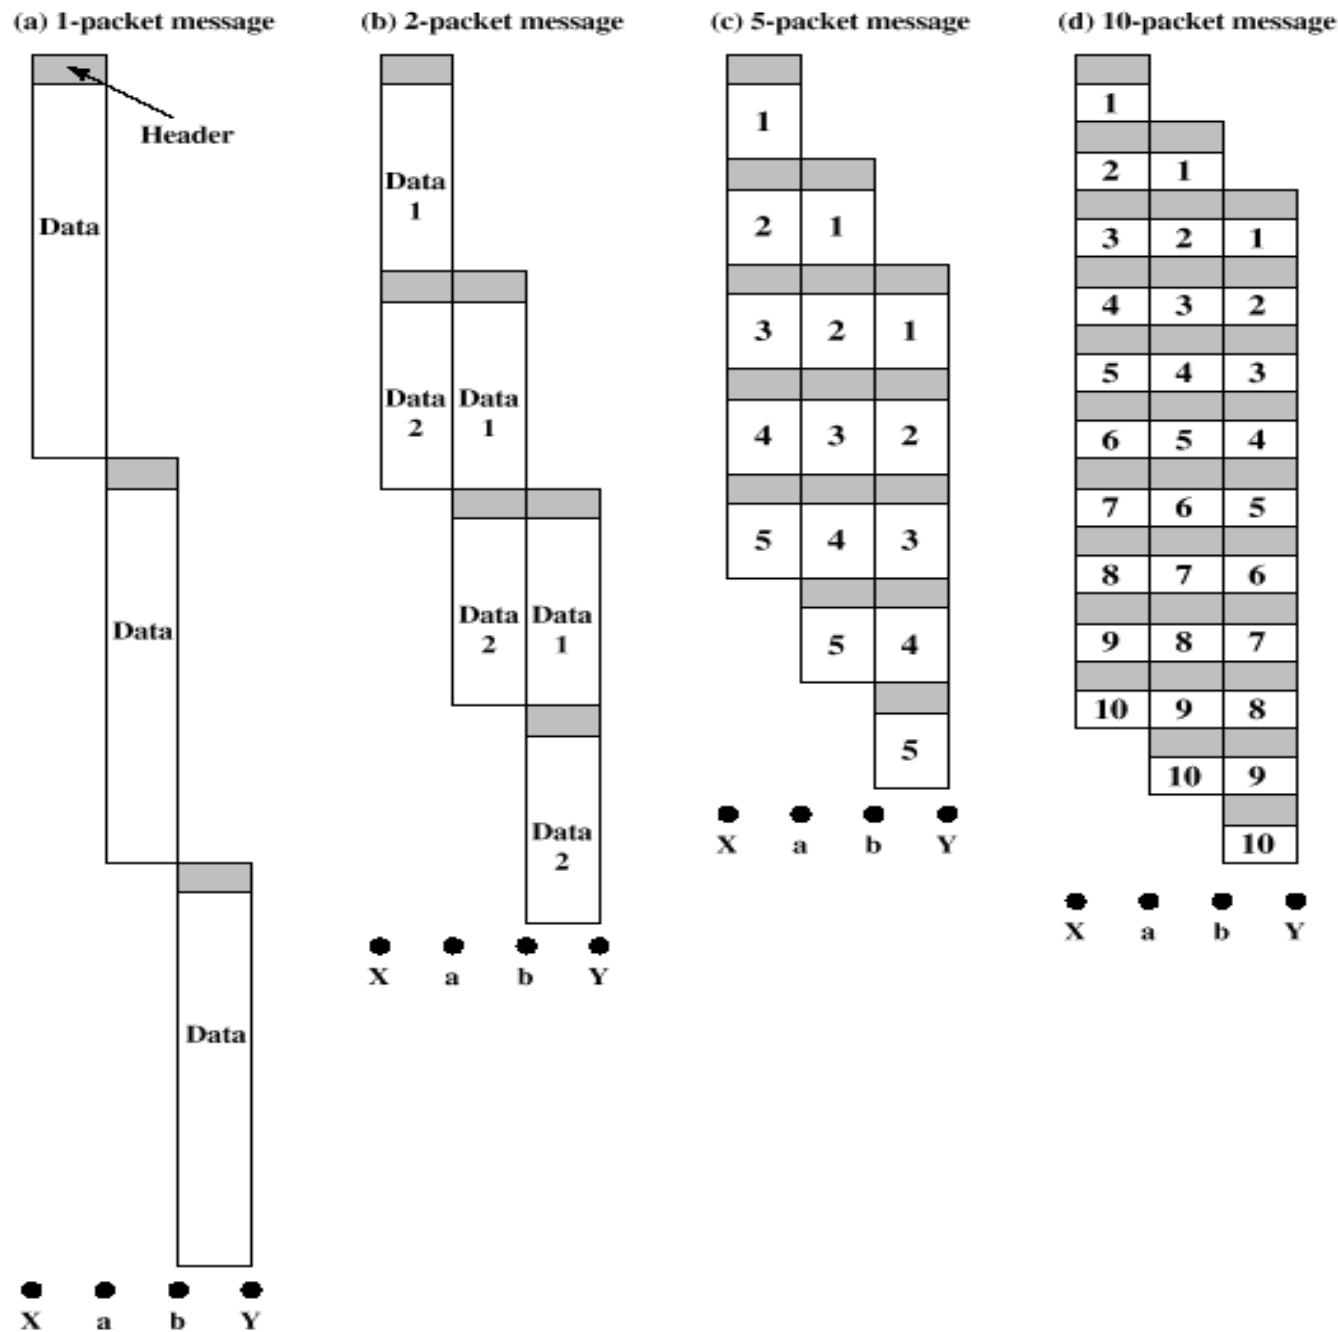 (a) 1-packet message
(b) 2-packet message
(c) 5-packet message
(d) 10-packet message
Header
Data
Data
Data
X a b Y
Data
1
Data Data
2 1
Data Data
2 1
Data
2
X a b Y
1
2 1
3 2 1
4 3 2
5 4 3
5 4
5
X a b Y
1
2 1
3 2 1
4 3 2
5 4 3
6 5 4
7 6 5
8 7 6
9 8 7
10 9 8
10 9
10
X a b Y